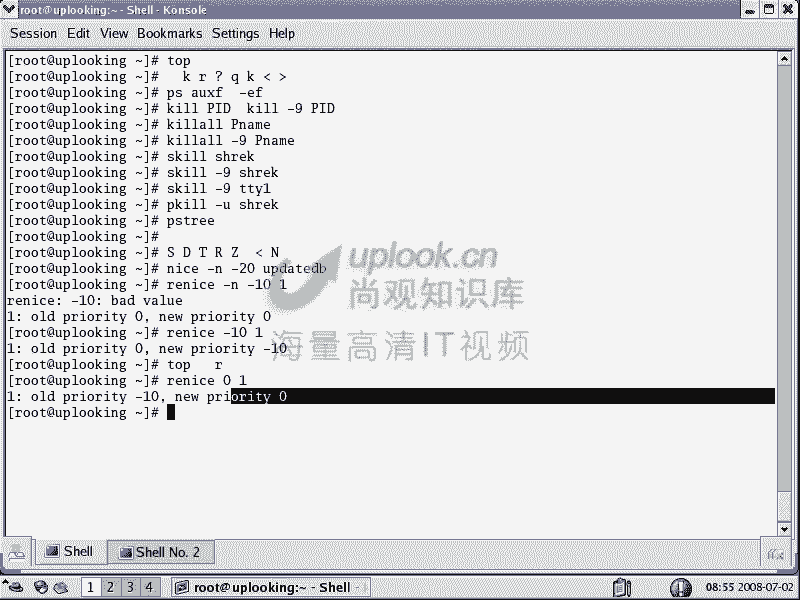 root@uplooking:~ - Shell - Konsole
Session Edit View Bookmarks Settings Help
[root@uplooking ~]# top
[root@uplooking ~]#   k r ? q k < >
[root@uplooking ~]# ps auxf  -ef
[root@uplooking ~]# kill PID  kill -9 PID
[root@uplooking ~]# killall Pname
[root@uplooking ~]# killall -9 Pname
[root@uplooking ~]# skill shrek
[root@uplooking ~]# skill -9 shrek
[root@uplooking ~]# skill -9 tty1
[root@uplooking ~]# pkill -u shrek
[root@uplooking ~]# pstree
[root@uplooking ~]#
[root@uplooking ~]# S D T R Z  < N
[root@uplooking ~]# nice -n -20 updatedb
[root@uplooking ~]# renice -n -10 1
renice: -10: bad value
1: old priority 0, new priority 0
[root@uplooking ~]# renice -10 1
1: old priority 0, new priority -10
[root@uplooking ~]# top   r
[root@uplooking ~]# renice 0 1
1: old priority -10, new priority 0
[root@uplooking ~]#
uplook.cn
尚观知识库
海量高清IT视频
Shell
Shell No. 2
1 2 3 4
root@uplooking:~ - Shell -
08:55 2008-07-02